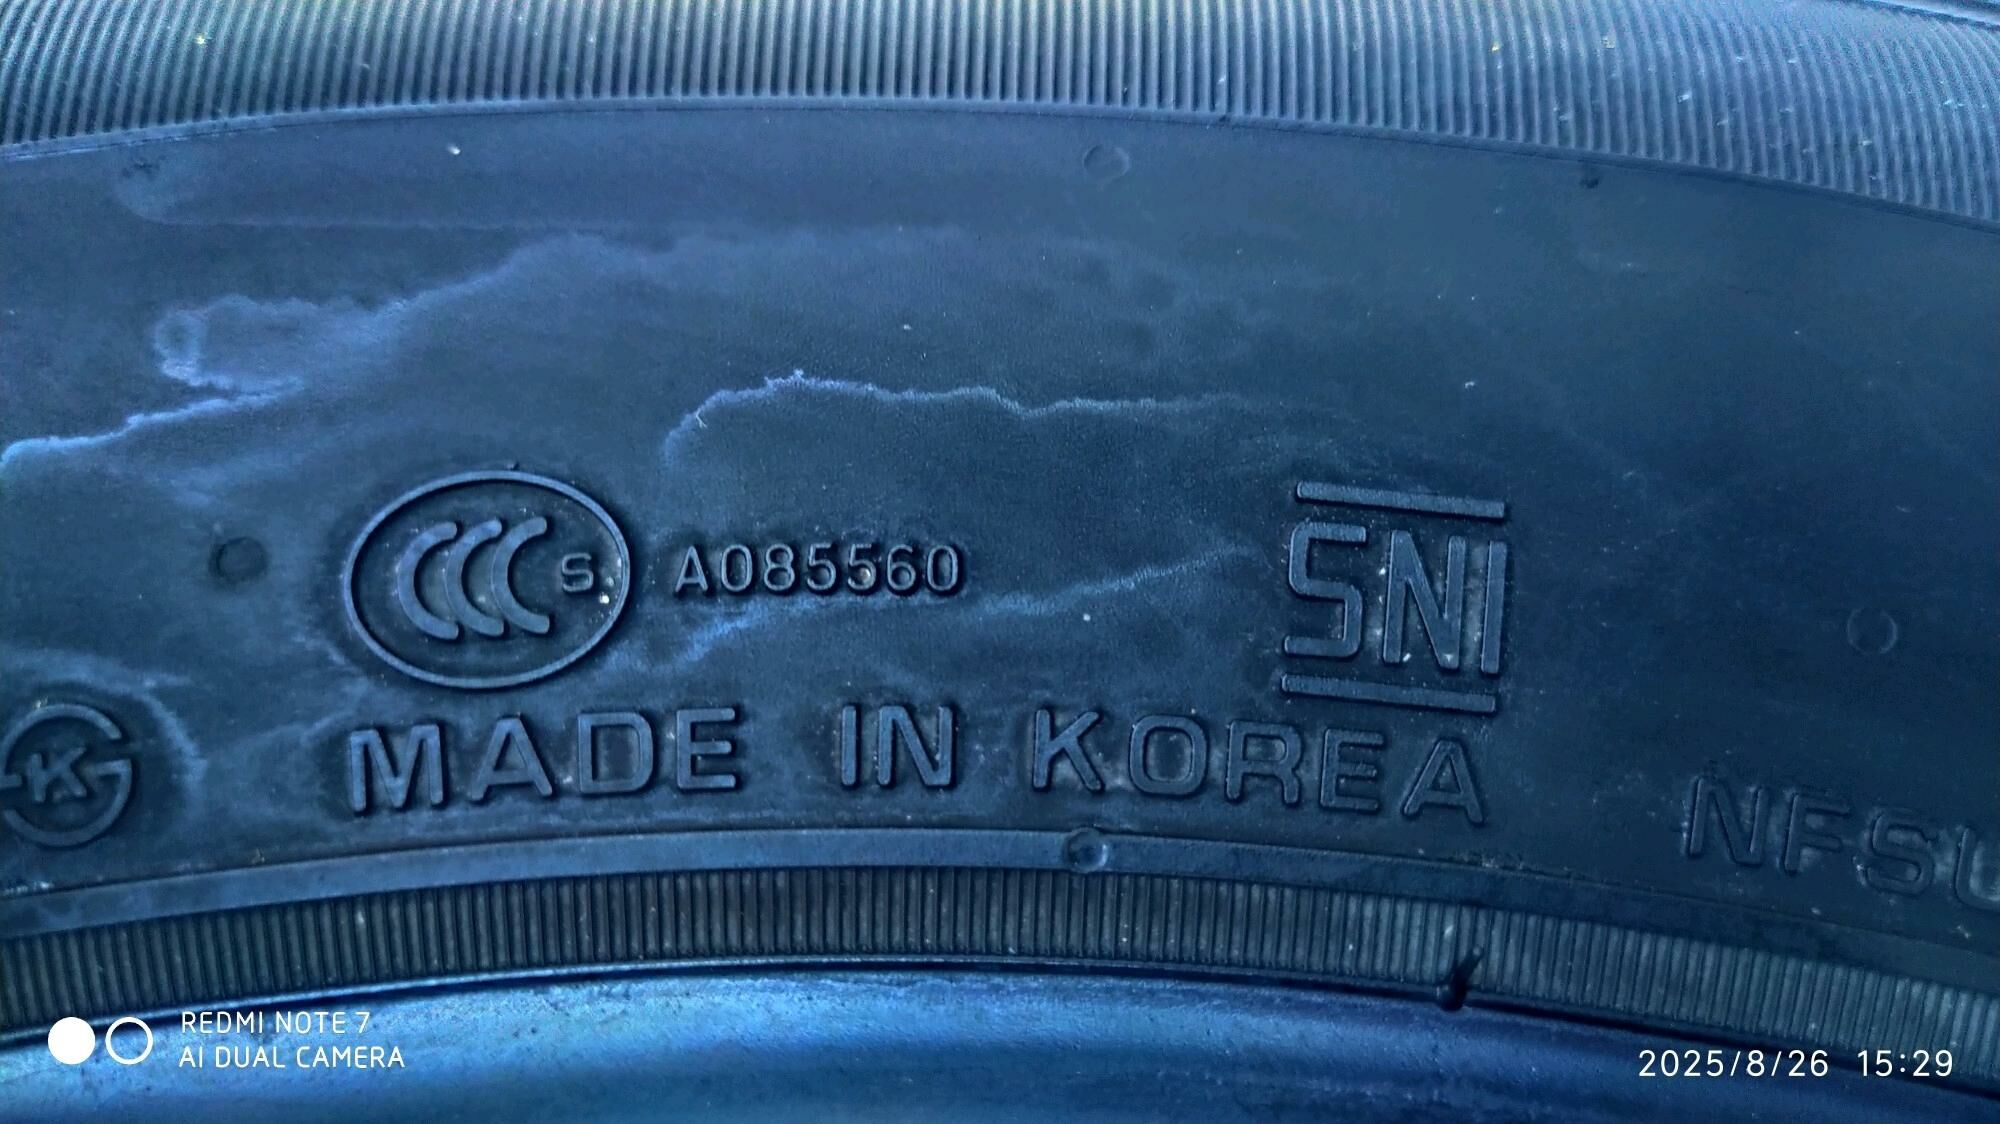 CCC S A085560
SNI
K
MADE IN KOREA
NFSU
REDMI NOTE 7
AI DUAL CAMERA
2025/8/26 15:29